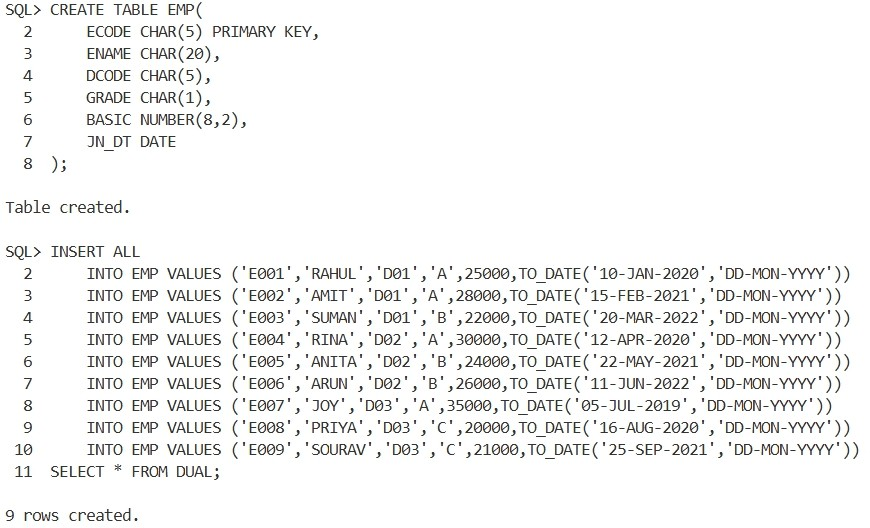 SQL> CREATE TABLE EMP(
  2      ECODE CHAR(5) PRIMARY KEY,
  3      ENAME CHAR(20),
  4      DCODE CHAR(5),
  5      GRADE CHAR(1),
  6      BASIC NUMBER(8,2),
  7      JN_DT DATE
  8  );

Table created.

SQL> INSERT ALL
  2      INTO EMP VALUES ('E001','RAHUL','D01','A',25000,TO_DATE('10-JAN-2020','DD-MON-YYYY'))
  3      INTO EMP VALUES ('E002','AMIT','D01','A',28000,TO_DATE('15-FEB-2021','DD-MON-YYYY'))
  4      INTO EMP VALUES ('E003','SUMAN','D01','B',22000,TO_DATE('20-MAR-2022','DD-MON-YYYY'))
  5      INTO EMP VALUES ('E004','RINA','D02','A',30000,TO_DATE('12-APR-2020','DD-MON-YYYY'))
  6      INTO EMP VALUES ('E005','ANITA','D02','B',24000,TO_DATE('22-MAY-2021','DD-MON-YYYY'))
  7      INTO EMP VALUES ('E006','ARUN','D02','B',26000,TO_DATE('11-JUN-2022','DD-MON-YYYY'))
  8      INTO EMP VALUES ('E007','JOY','D03','A',35000,TO_DATE('05-JUL-2019','DD-MON-YYYY'))
  9      INTO EMP VALUES ('E008','PRIYA','D03','C',20000,TO_DATE('16-AUG-2020','DD-MON-YYYY'))
 10      INTO EMP VALUES ('E009','SOURAV','D03','C',21000,TO_DATE('25-SEP-2021','DD-MON-YYYY'))
 11  SELECT * FROM DUAL;

9 rows created.